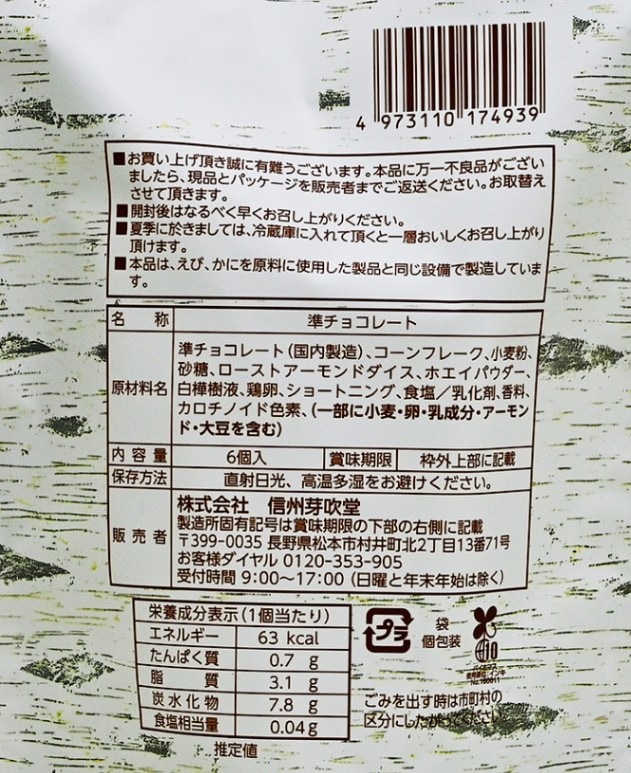 4 973110 174939
■お買い上げ頂き誠に有難うございます。本品に万一不良品がござい
ましたら、現品とパッケージを販売者までご返送ください。お取替え
させて頂きます。
■開封後はなるべく早くお召し上がりください。
■夏季に於きましては、冷蔵庫に入れて頂くと一層おいしくお召し上がり
頂けます。
■本品は、えび、かにを原料に使用した製品と同じ設備で製造していま
す。
名 称 準チョコレート
準チョコレート(国内製造)、コーンフレーク、小麦粉、
砂糖、ローストアーモンドダイス、ホエイパウダー、
原材料名 白樺樹液、鶏卵、ショートニング、食塩/乳化剤、香料、
カロチノイド色素、(一部に小麦・卵・乳成分・アーモン
ド・大豆を含む)
内容量 6個入 賞味期限 枠外上部に記載
保存方法 直射日光、高温多湿をお避けください。
株式会社 信州芽吹堂
製造所固有記号は賞味期限の下部の右側に記載
販売者 〒399-0035 長野県松本市村井町北2丁目13番71号
お客様ダイヤル 0120-353-905
受付時間 9:00〜17:00 (日曜と年末年始は除く)
栄養成分表示(1個当たり)
エネルギー 63 kcal
たんぱく質 0.7 g
脂 質 3.1 g
炭水化物 7.8 g
食塩相当量 0.04g
推定値
プラ
袋
個包装
10
バイオマス
No.160011
ごみを出す時は市町村の
区分にしたがってください